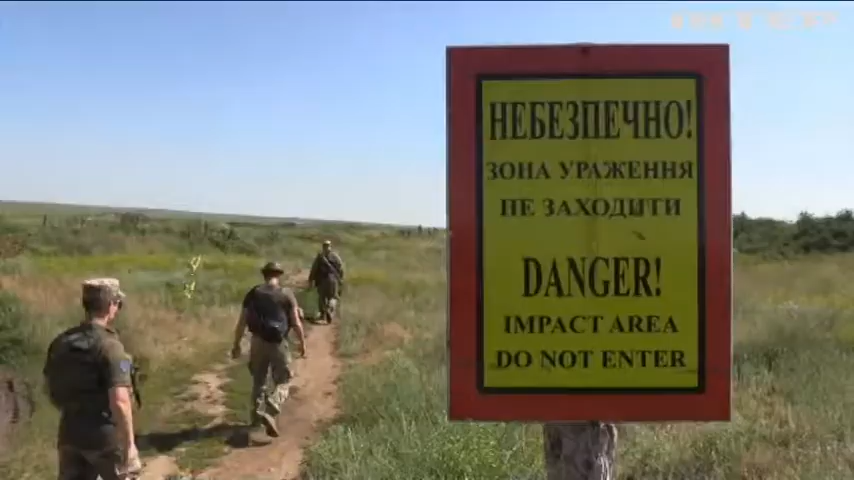 НЕБЕЗПЕЧНО!
ЗОНА УРАЖЕННЯ
НЕ ЗАХОДИТИ
DANGER!
IMPACT AREA
DO NOT ENTER